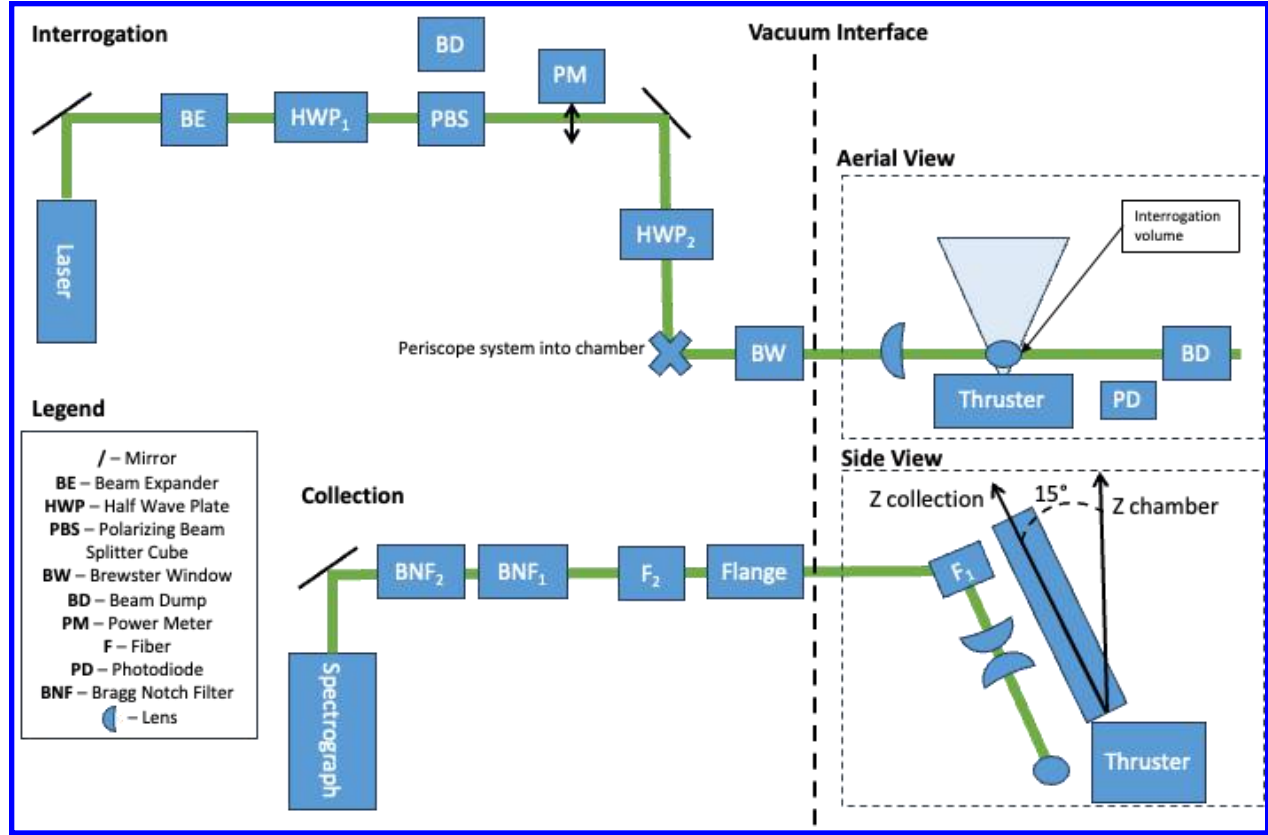 Interrogation
BD
PM
BE
HWP₁
PBS
Laser
HWP₂
Periscope system into chamber
BW
Vacuum Interface
Aerial View
Interrogation
volume
Thruster
PD
BD
Legend
/ – Mirror
BE – Beam Expander
HWP – Half Wave Plate
PBS – Polarizing Beam
Splitter Cube
BW – Brewster Window
BD – Beam Dump
PM – Power Meter
F – Fiber
PD – Photodiode
BNF – Bragg Notch Filter
– Lens
Collection
BNF₂
BNF₁
F₂
Flange
Spectrograph
Side View
Z collection
15°
Z chamber
F₁
Thruster